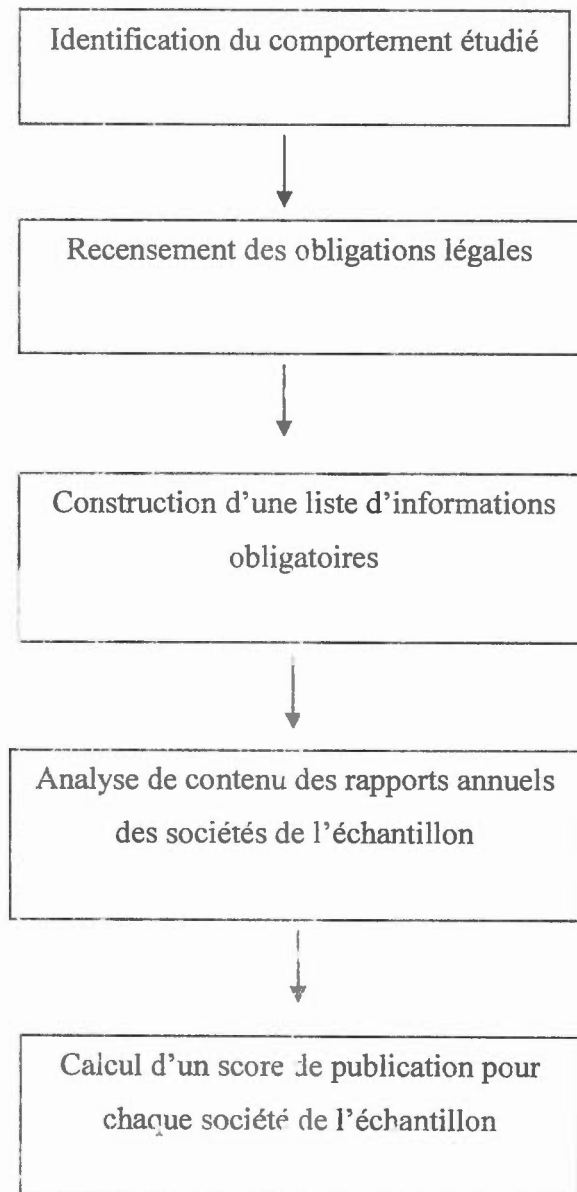 Identification du comportement étudié
Recensement des obligations légales
Construction d’une liste d’informations
obligatoires
Analyse de contenu des rapports annuels
des sociétés de l’échantillon
Calcul d’un score de publication pour
chaque société de l’échantillon